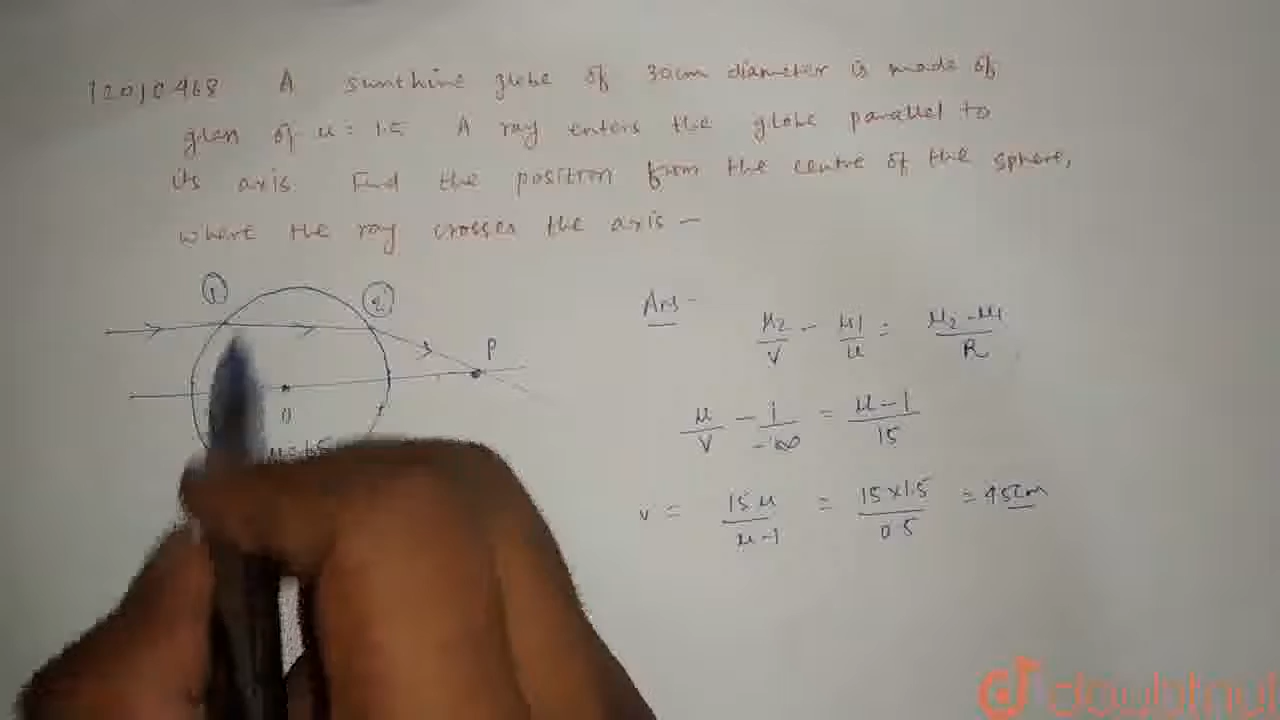 A sunshine globe of 30cm diameter is made of
glass of u = 1.5 A ray enters the globe parallel to
its axis. Find the position from the centre of the sphere,
where the ray crosses the axis —
① ②
P
O
μ=1.5
Ans -
μ2/v - μ1/u = μ2-μ1/R
μ/v - 1/-∞ = μ-1/15
v = 15μ/μ-1 = 15×1.5/0.5 = 45cm
doubtnut